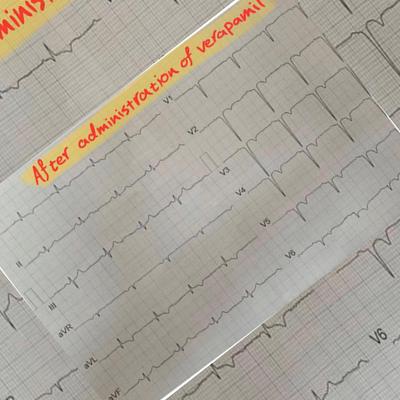 After administration of verapamil
V1
V2
V3
V4
V5
V6
II
III
aVR
aVL
aVF
V6